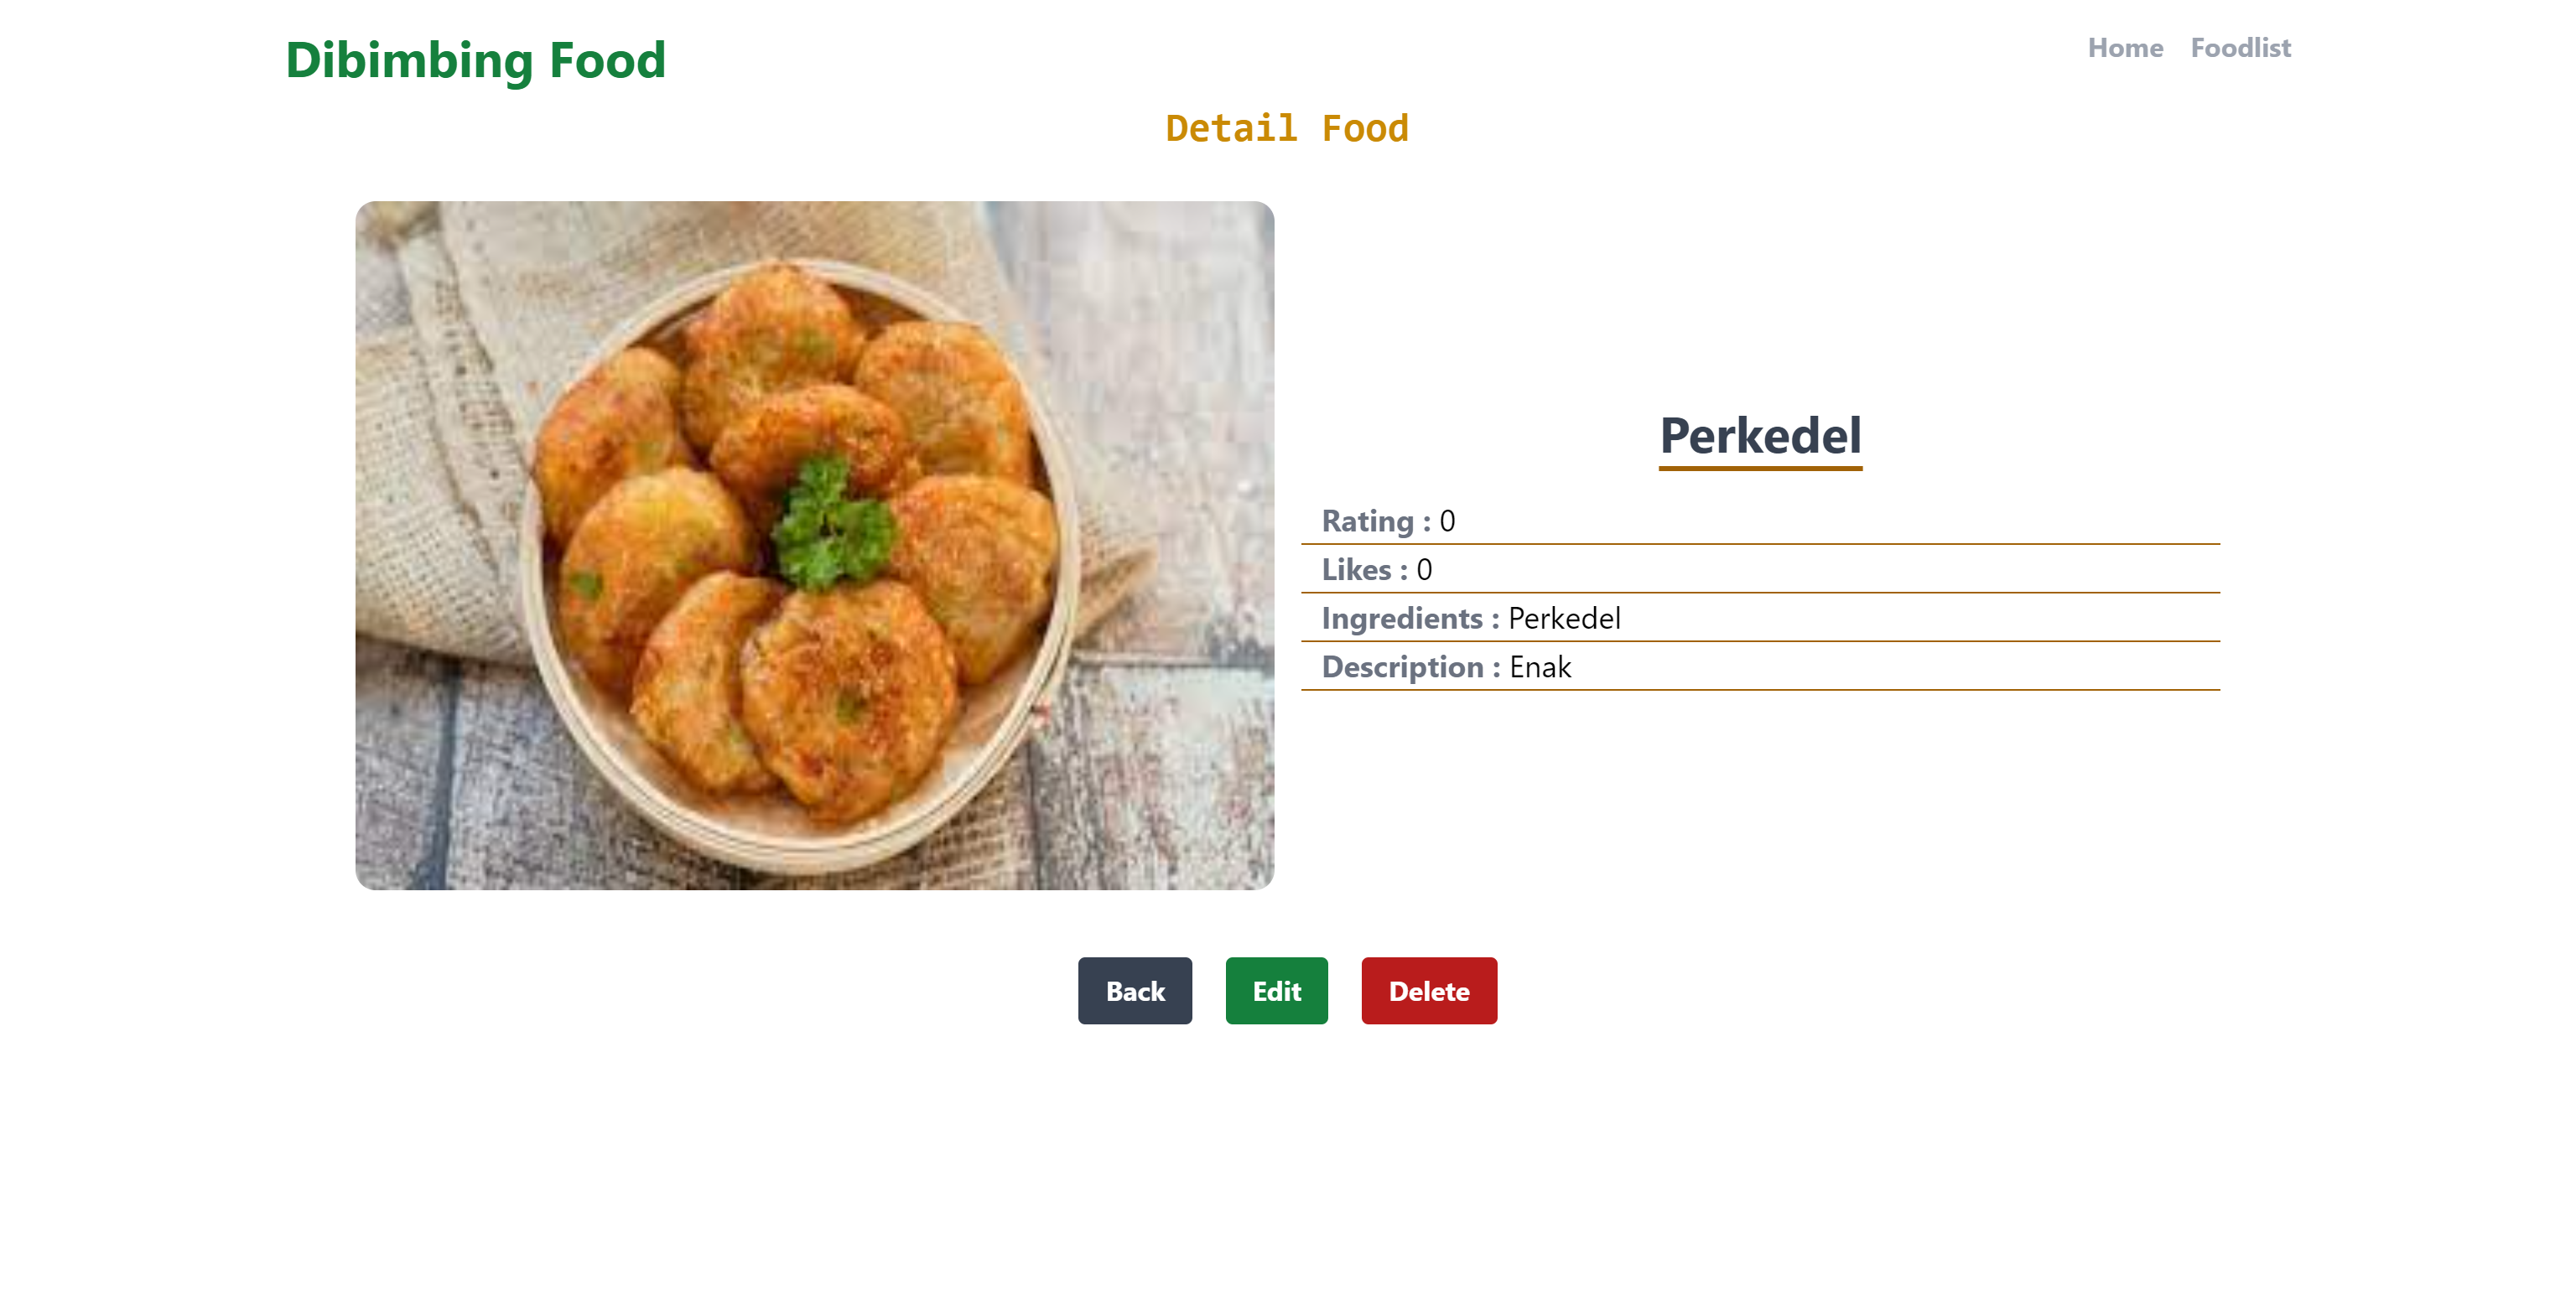 Dibimbing Food
Home Foodlist
Detail Food
Perkedel
Rating : 0
Likes : 0
Ingredients : Perkedel
Description : Enak
Back Edit Delete